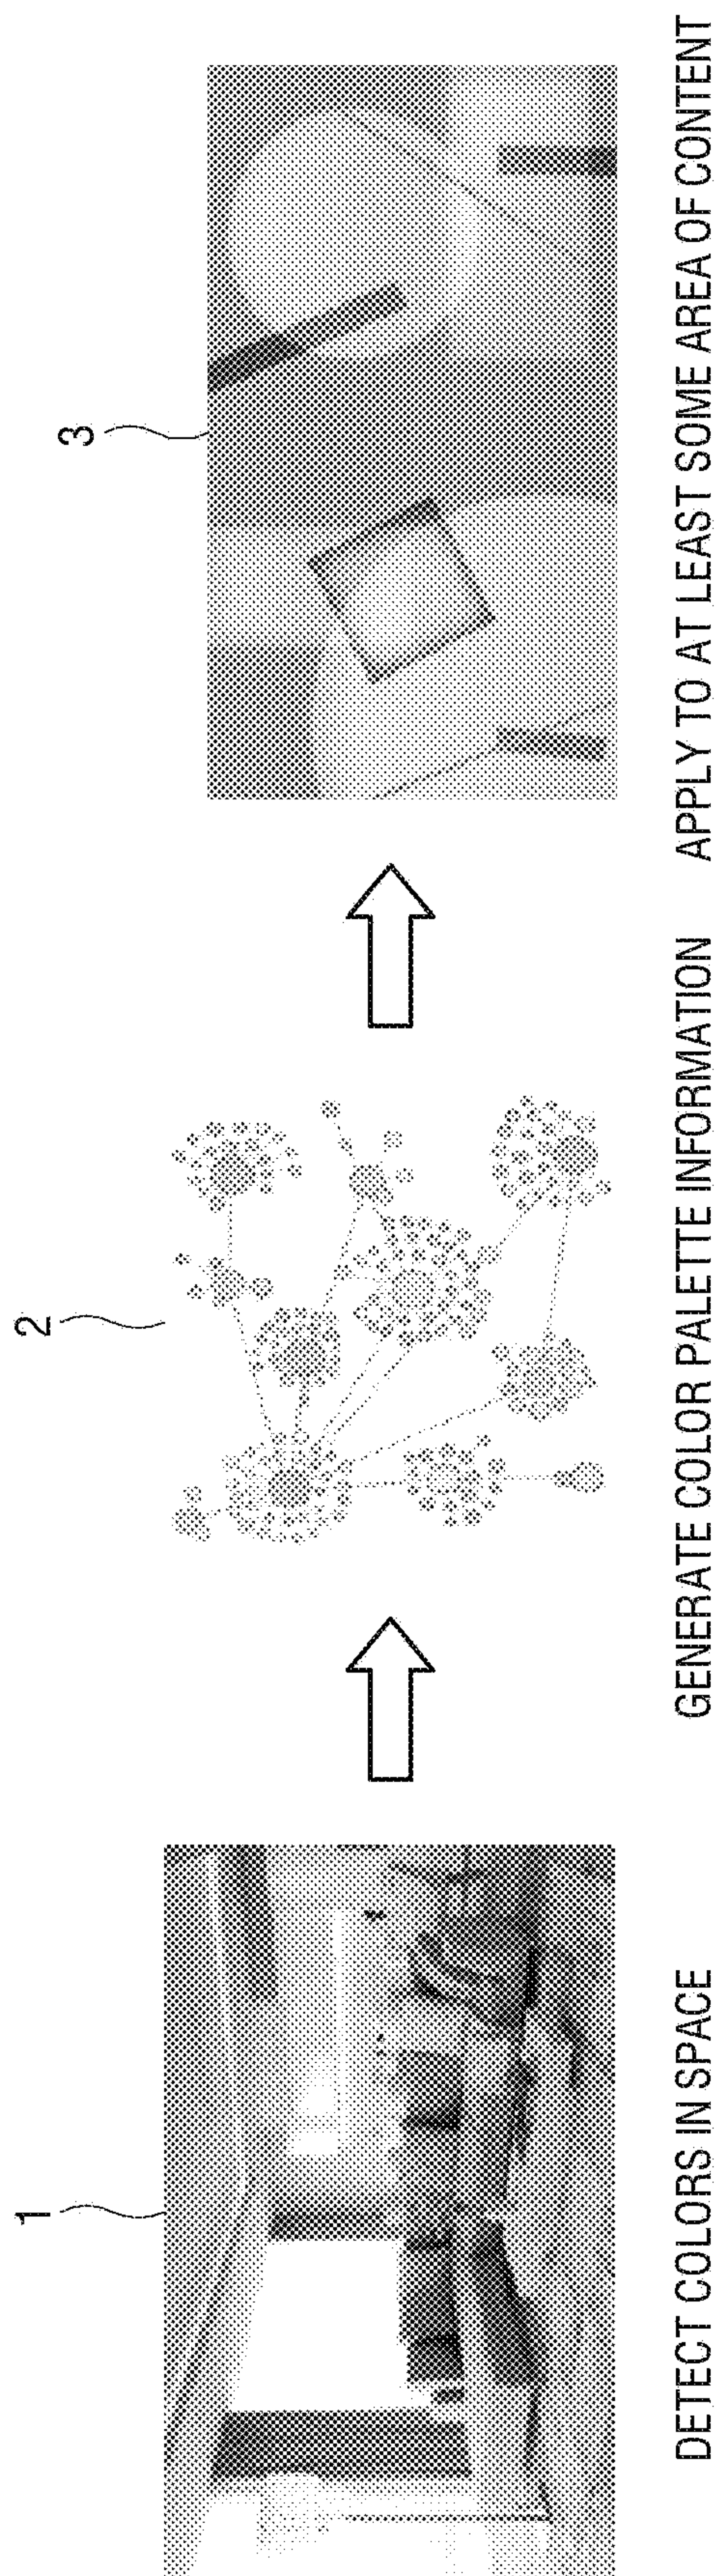 1
2
3
DETECT COLORS IN SPACE
GENERATE COLOR PALETTE INFORMATION
APPLY TO AT LEAST SOME AREA OF CONTENT